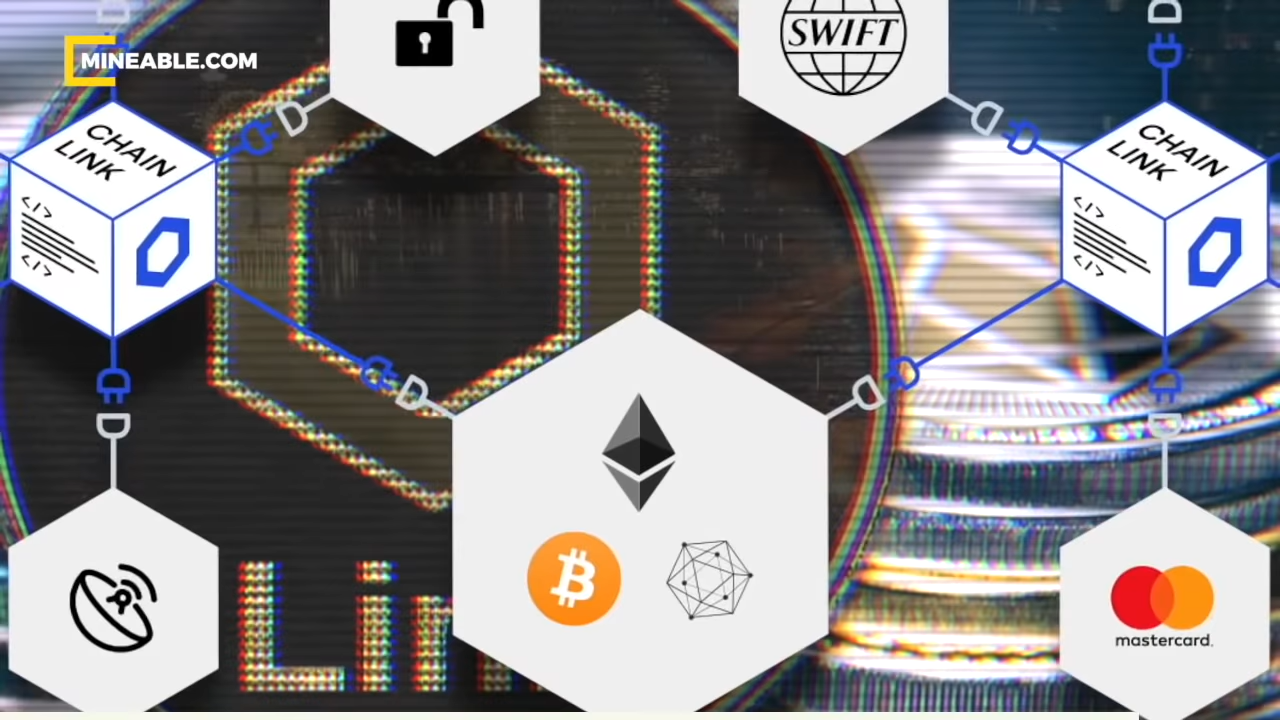 MINEABLE.COM
SWIFT
CHAIN
LINK
</>
</>
CHAIN
LINK
</>
</>
mastercard.